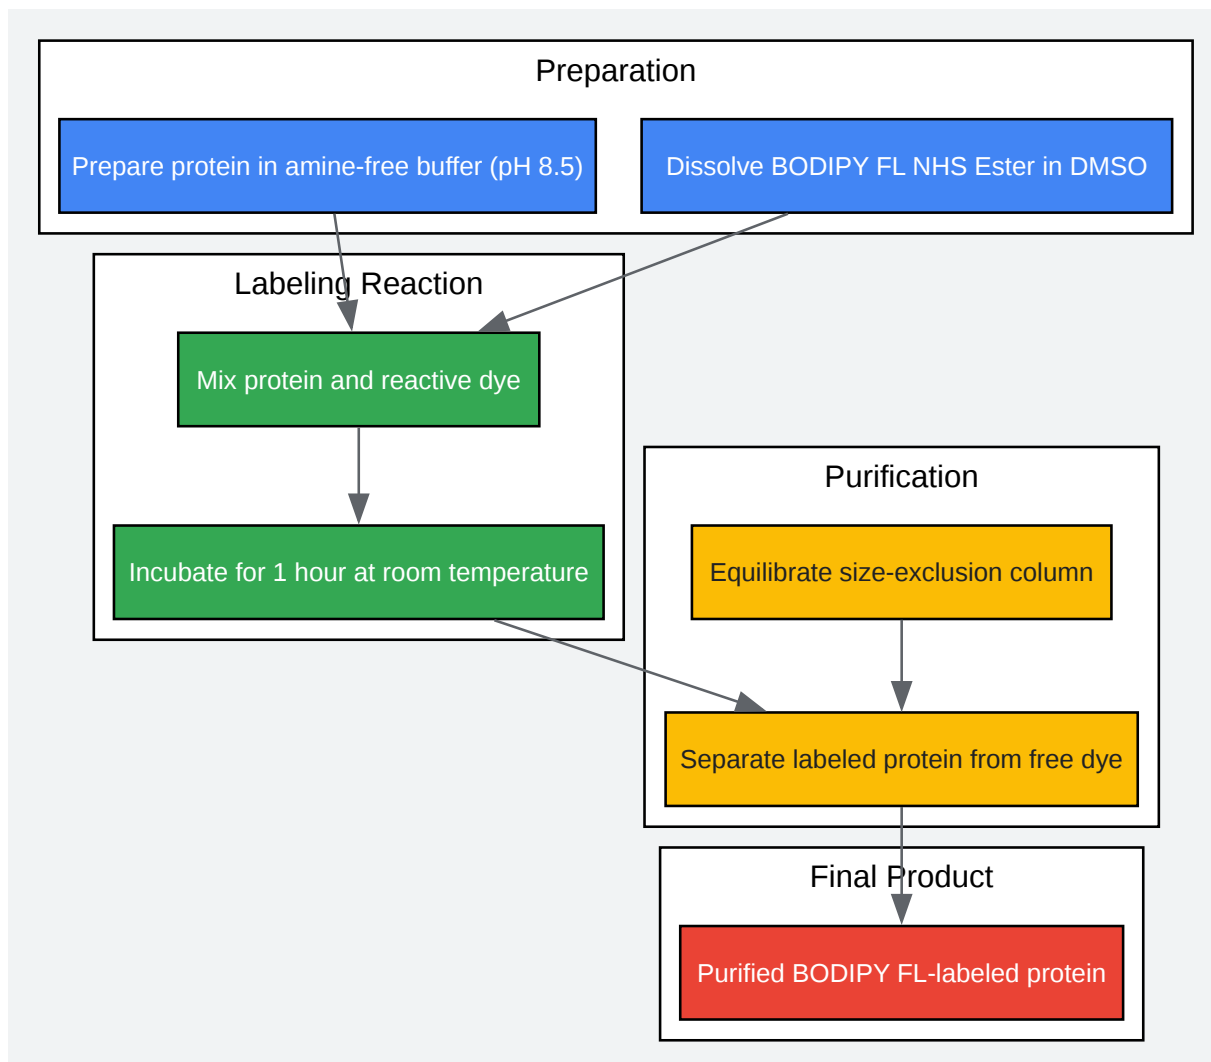 Preparation
Prepare protein in amine-free buffer (pH 8.5)
Dissolve BODIPY FL NHS Ester in DMSO
Labeling Reaction
Mix protein and reactive dye
Incubate for 1 hour at room temperature
Purification
Equilibrate size-exclusion column
Separate labeled protein from free dye
Final Product
Purified BODIPY FL-labeled protein